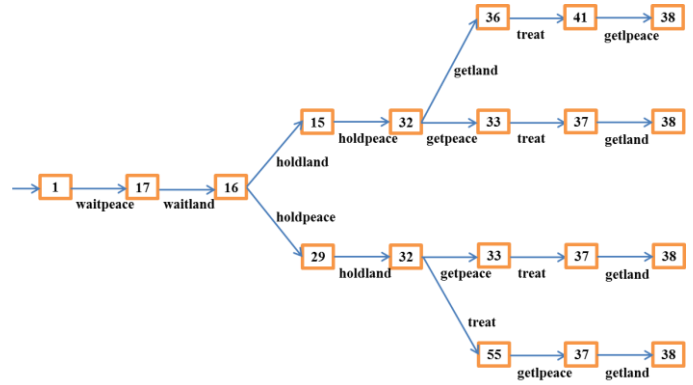 36 41 38
treat getlpeace
getland
15 32 33 37 38
holdpeace getpeace treat getland
holdland
1 17 16
waitpeace waitland
holdpeace
29 32 33 37 38
holdland getpeace treat getland
treat
55 37 38
getlpeace getland